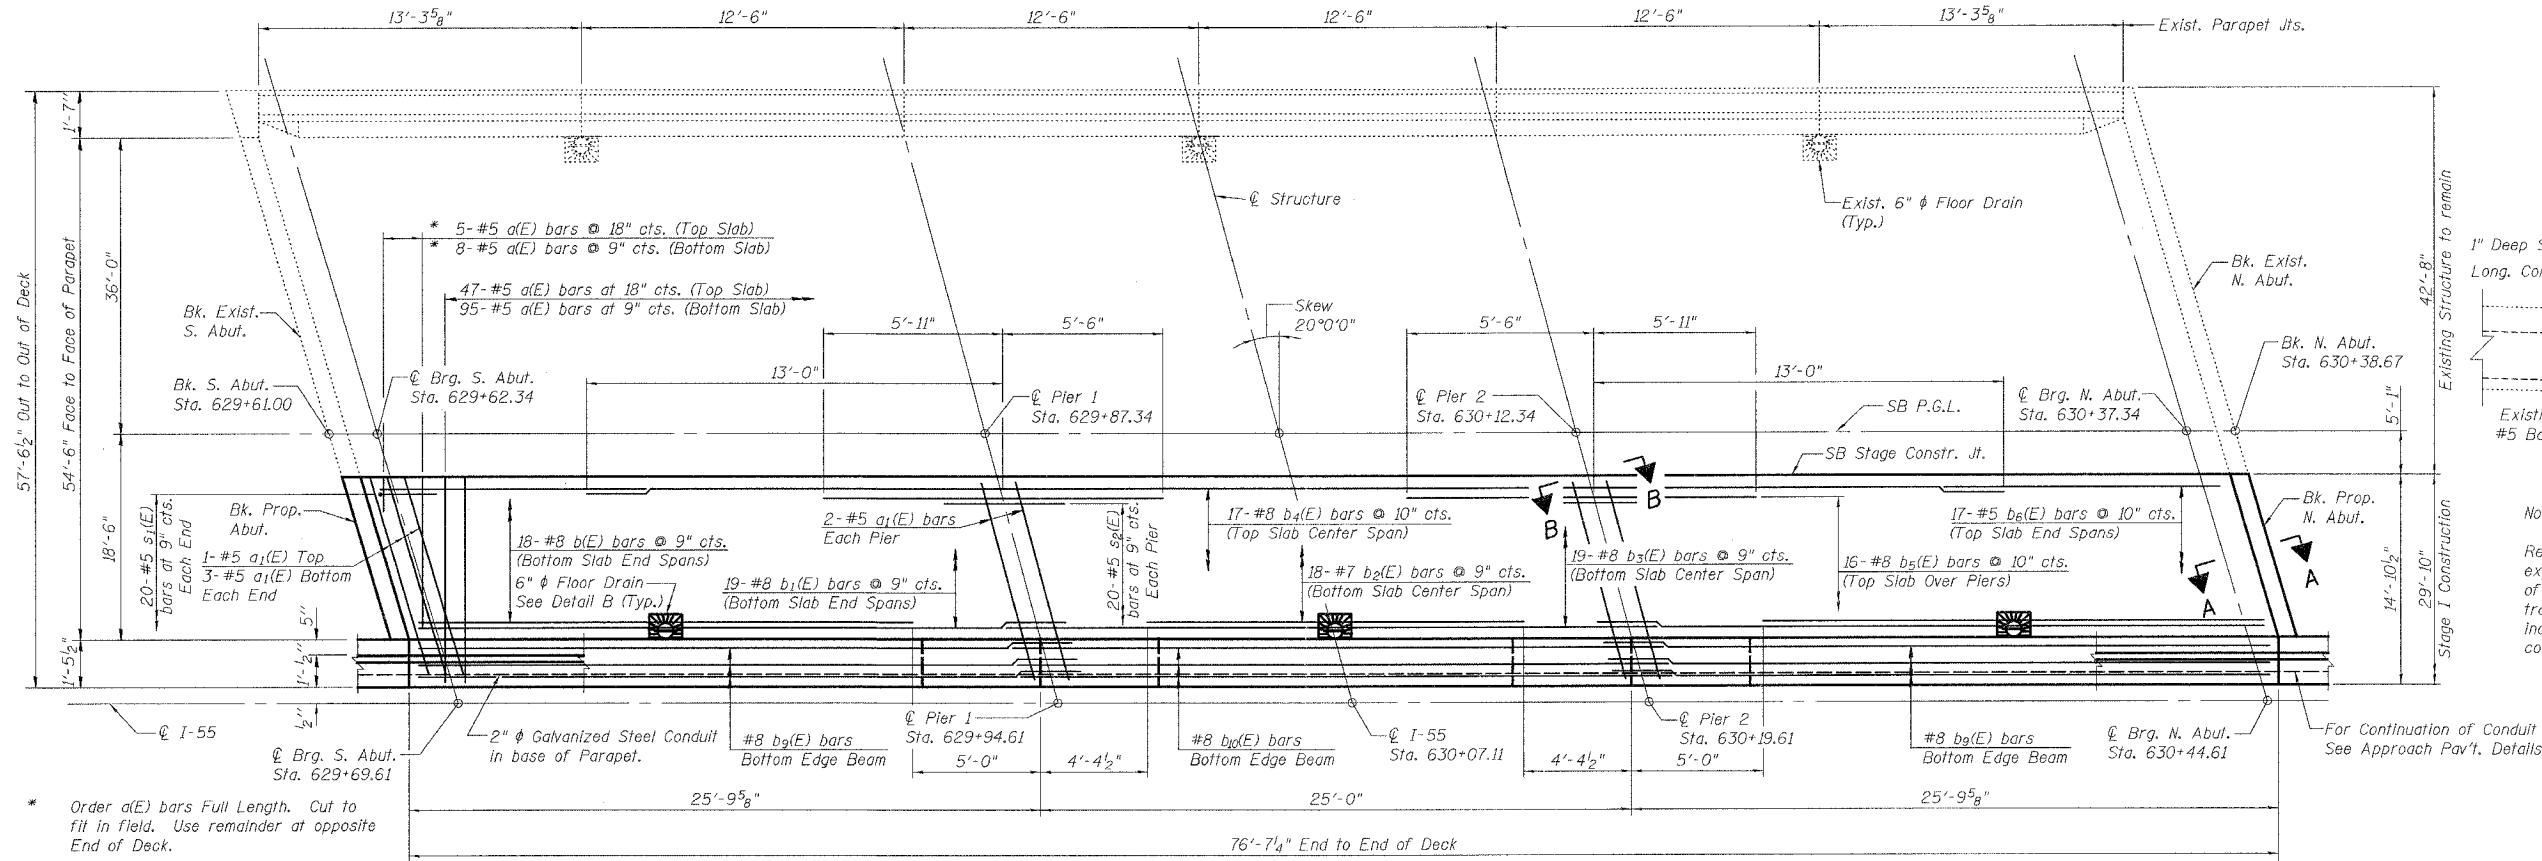 13'-3⅝"
12'-6"
12'-6"
12'-6"
12'-6"
13'-3⅝"
Exist. Parapet Jts.
57'-6½" Out to Out of Deck
1'-7"
54'-6" Face to Face of Parapet
36'-0"
18'-6"
1'-5½"
5"
1'-½"
½"
* 5-#5 a(E) bars @ 18" cts. (Top Slab)
* 8-#5 a(E) bars @ 9" cts. (Bottom Slab)
47-#5 a(E) bars at 18" cts. (Top Slab)
95-#5 a(E) bars at 9" cts. (Bottom Slab)
℄ Structure
Exist. 6" ϕ Floor Drain
(Typ.)
Bk. Exist.
N. Abut.
Bk. Exist.
S. Abut.
Skew
20°0'0"
5'-11"
5'-6"
5'-6"
5'-11"
13'-0"
13'-0"
Bk. S. Abut.
Sta. 629+61.00
℄ Brg. S. Abut.
Sta. 629+62.34
℄ Pier 1
Sta. 629+87.34
℄ Pier 2
Sta. 630+12.34
℄ Brg. N. Abut.
Sta. 630+37.34
Bk. N. Abut.
Sta. 630+38.67
SB P.G.L.
SB Stage Constr. Jt.
42'-8"
Existing Structure to remain
5'-1"
14'-10½"
29'-10"
Stage I Construction
1" Deep S
Long. Co
Existi
#5 Ba
No
Re
ex
of
tra
inc
co
Bk. Prop.
Abut.
20-#5 s₁(E)
bars at 9" cts.
Each End
1-#5 a₁(E) Top
3-#5 a₁(E) Bottom
Each End
18-#8 b(E) bars @ 9" cts.
(Bottom Slab End Spans)
6" ϕ Floor Drain
See Detail B (Typ.)
19-#8 b₁(E) bars @ 9" cts.
(Bottom Slab End Spans)
2-#5 a₁(E) bars
Each Pier
20-#5 s₂(E)
bars at 9" cts.
Each Pier
17-#8 b₄(E) bars @ 10" cts.
(Top Slab Center Span)
18-#7 b₂(E) bars @ 9" cts.
(Bottom Slab Center Span)
B
B
19-#8 b₃(E) bars @ 9" cts.
(Bottom Slab Center Span)
16-#8 b₅(E) bars @ 10" cts.
(Top Slab Over Piers)
17-#5 b₆(E) bars @ 10" cts.
(Top Slab End Spans)
A
A
Bk. Prop.
N. Abut.
℄ I-55
℄ Brg. S. Abut.
Sta. 629+69.61
2" ϕ Galvanized Steel Conduit
in base of Parapet.
#8 b₉(E) bars
Bottom Edge Beam
℄ Pier 1
Sta. 629+94.61
5'-0"
4'-4½"
#8 b₁₀(E) bars
Bottom Edge Beam
℄ I-55
Sta. 630+07.11
4'-4½"
5'-0"
℄ Pier 2
Sta. 630+19.61
#8 b₉(E) bars
Bottom Edge Beam
℄ Brg. N. Abut.
Sta. 630+44.61
For Continuation of Conduit
See Approach Pav't. Details
25'-9⅝"
25'-0"
25'-9⅝"
76'-7¼" End to End of Deck
* Order a(E) bars Full Length. Cut to
fit in field. Use remainder at opposite
End of Deck.